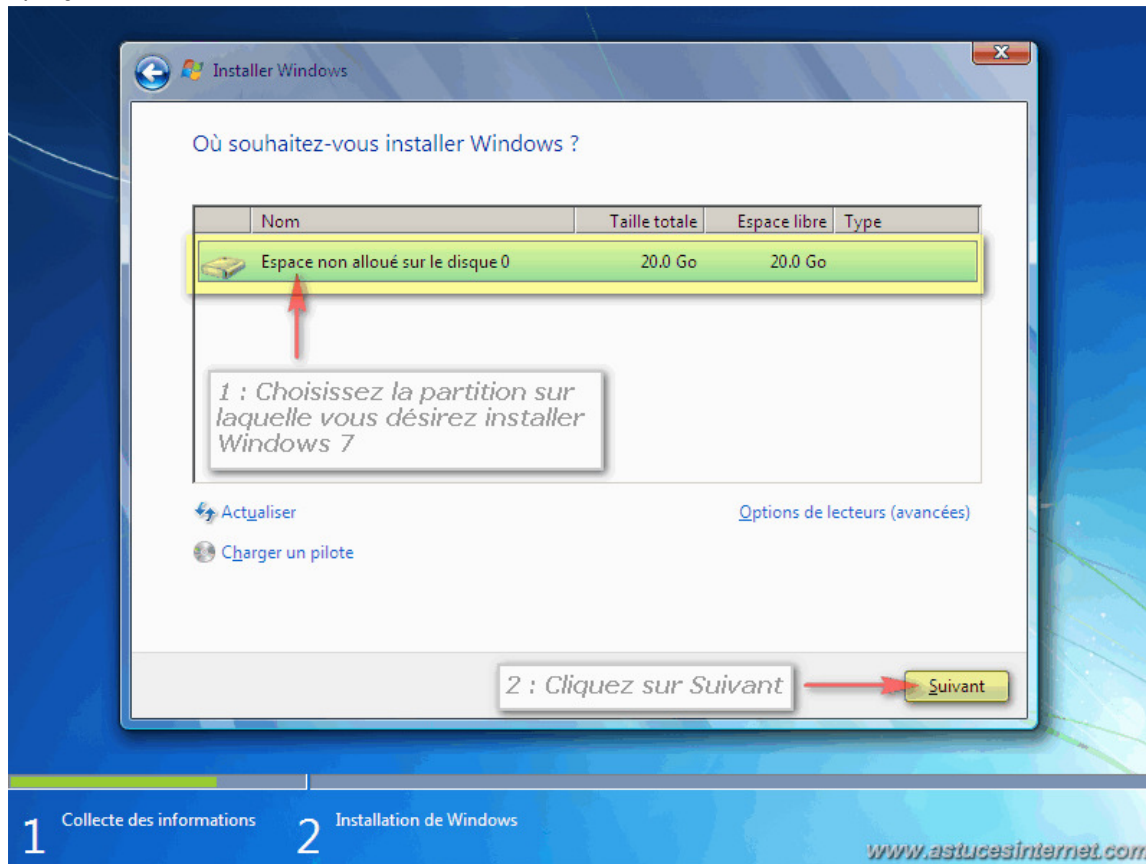 Installer Windows
Où souhaitez-vous installer Windows ?
Nom Taille totale Espace libre Type
Espace non alloué sur le disque 0 20.0 Go 20.0 Go
1 : Choisissez la partition sur
laquelle vous désirez installer
Windows 7
Actualiser Options de lecteurs (avancées)
Charger un pilote
2 : Cliquez sur Suivant Suivant
1 Collecte des informations 2 Installation de Windows
www.astucesinternet.com